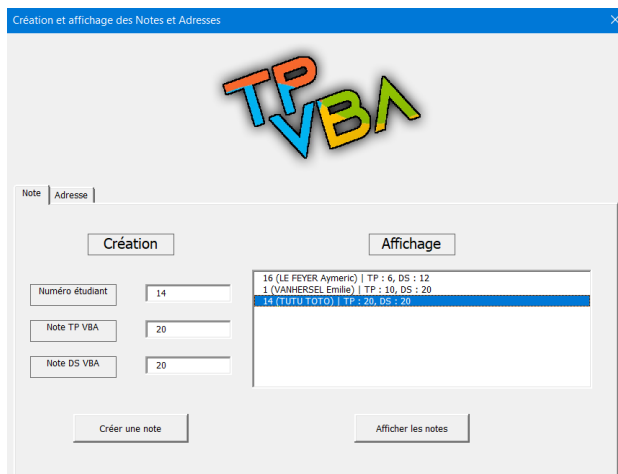 Création et affichage des Notes et Adresses
TP
VBA
Note Adresse
Création
Affichage
Numéro étudiant 14
Note TP VBA 20
Note DS VBA 20
16 (LE FEYER Aymeric) | TP : 6, DS : 12
1 (VANHERSEL Emilie) | TP : 10, DS : 20
14 (TUTU TOTO) | TP : 20, DS : 20
Créer une note
Afficher les notes